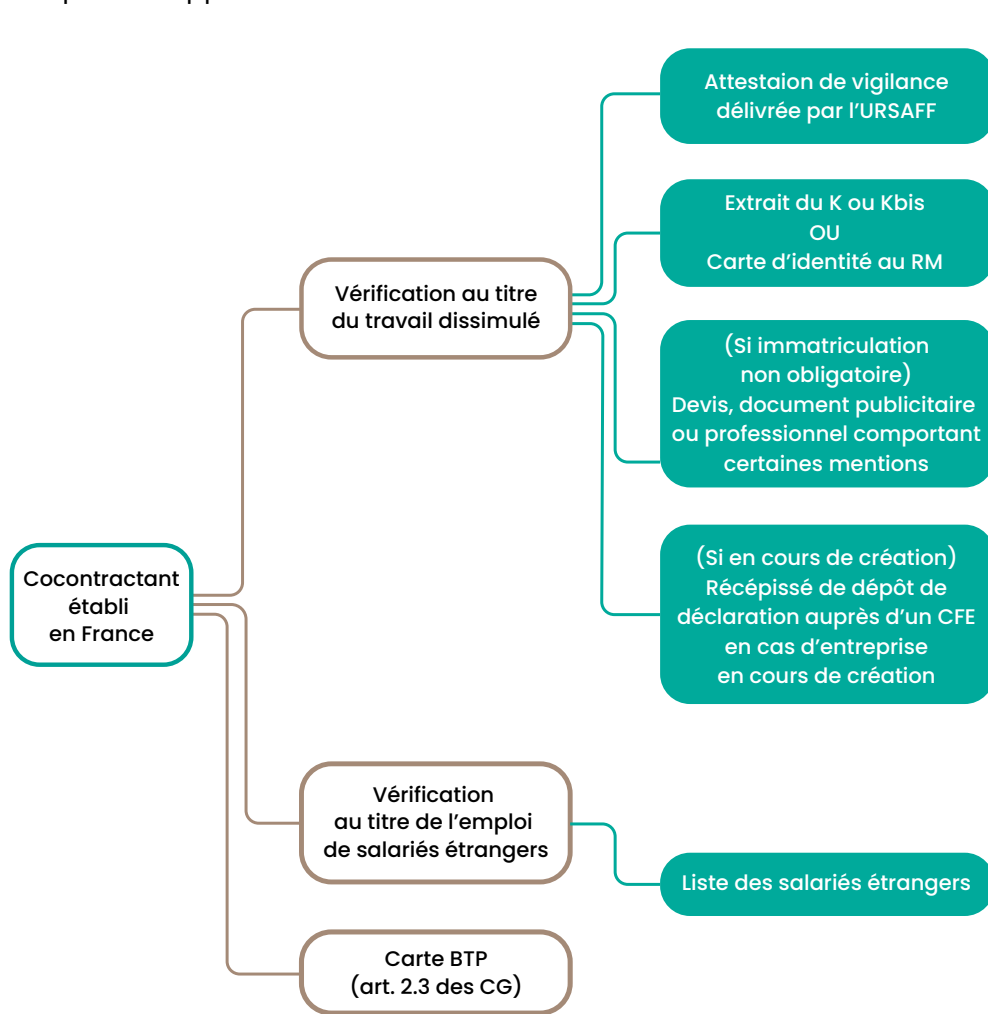 Attestaion de vigilance
délivrée par l'URSAFF
Extrait du K ou Kbis
OU
Carte d'identité au RM
Vérification au titre
du travail dissimulé
(Si immatriculation
non obligatoire)
Devis, document publicitaire
ou professionnel comportant
certaines mentions
Cocontractant
établi
en France
(Si en cours de création)
Récépissé de dépôt de
déclaration auprès d'un CFE
en cas d'entreprise
en cours de création
Vérification
au titre de l'emploi
de salariés étrangers
Liste des salariés étrangers
Carte BTP
(art. 2.3 des CG)